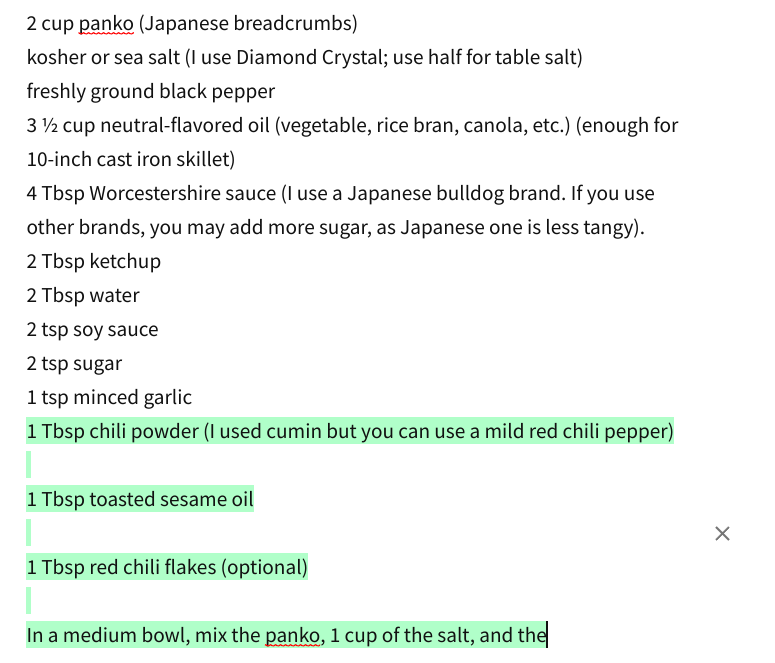 2 cup panko (Japanese breadcrumbs)
kosher or sea salt (I use Diamond Crystal; use half for table salt)
freshly ground black pepper
3 ½ cup neutral-flavored oil (vegetable, rice bran, canola, etc.) (enough for
10-inch cast iron skillet)
4 Tbsp Worcestershire sauce (I use a Japanese bulldog brand. If you use
other brands, you may add more sugar, as Japanese one is less tangy).
2 Tbsp ketchup
2 Tbsp water
2 tsp soy sauce
2 tsp sugar
1 tsp minced garlic
1 Tbsp chili powder (I used cumin but you can use a mild red chili pepper)
1 Tbsp toasted sesame oil
1 Tbsp red chili flakes (optional)
In a medium bowl, mix the panko, 1 cup of the salt, and the